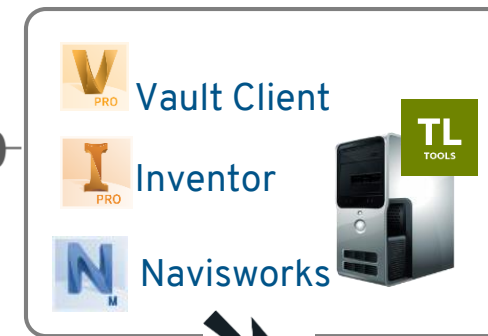 V
PRO
Vault Client
TL
TOOLS
I
PRO
Inventor
N
M
Navisworks